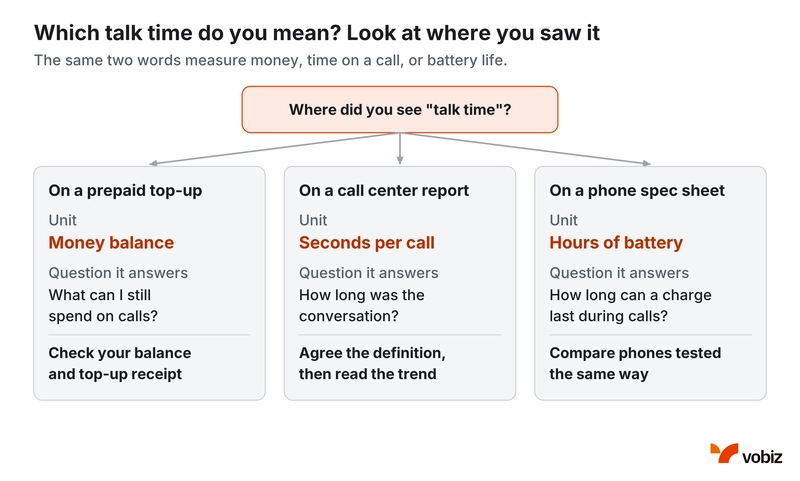 Which talk time do you mean? Look at where you saw it
The same two words measure money, time on a call, or battery life.
Where did you see "talk time"?
On a prepaid top-up
Unit
Money balance
Question it answers
What can I still
spend on calls?
Check your balance
and top-up receipt
On a call center report
Unit
Seconds per call
Question it answers
How long was the
conversation?
Agree the definition,
then read the trend
On a phone spec sheet
Unit
Hours of battery
Question it answers
How long can a charge
last during calls?
Compare phones tested
the same way
vobiz